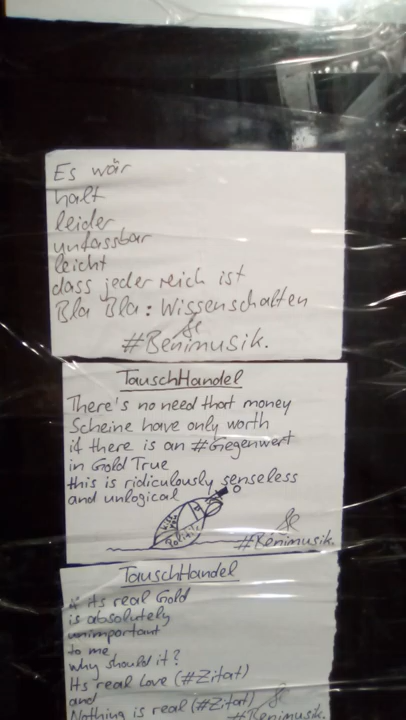 Es wär
halt
leider
unfassbar
leicht
dass jeder reich ist
Bla Bla: Wissenschalten
#Benimusik.
TauschHandel
There's no need that money
Scheine have only worth
if there is an #Gegenwert
in Gold True
this is ridiculously senseless
and unlogical
Politik
#Benimusik.
TauschHandel
if its real Gold
is absolutely
unimportant
to me
why should it?
Its real Love (#Zitat)
and
Nothing is real (#Zitat)
#Benimusik.